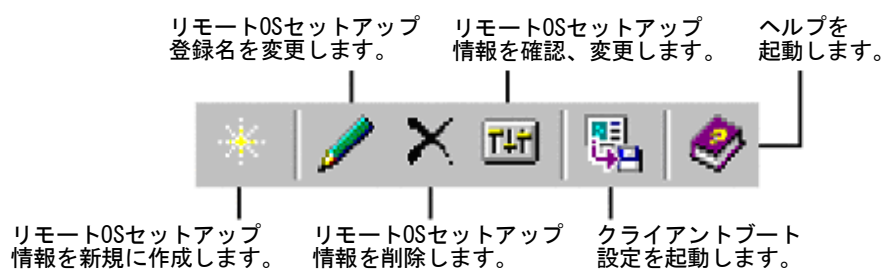 リモートOSセットアップ
登録名を変更します。
リモートOSセットアップ
情報を確認、変更します。
ヘルプを
起動します。
リモートOSセットアップ
情報を新規に作成します。
リモートOSセットアップ
情報を削除します。
クライアントブート
設定を起動します。